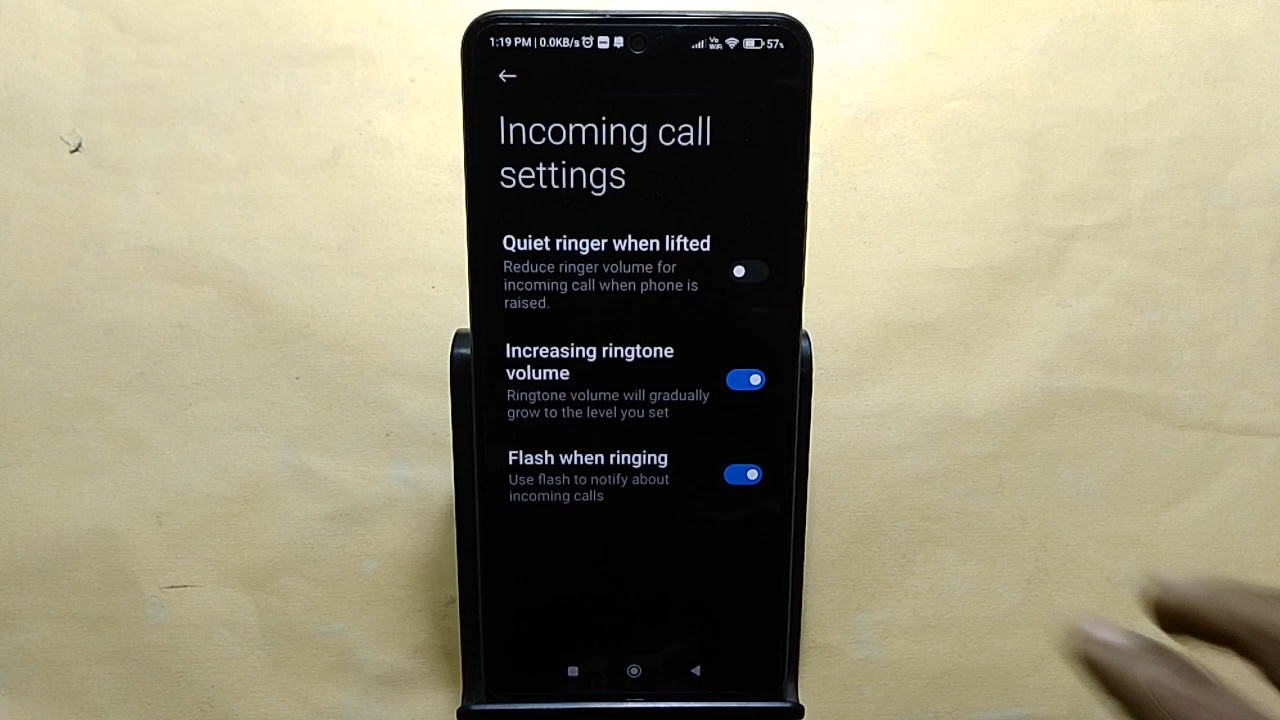 1:19 PM | 0.0KB/s Vo WiFi 57%
Incoming call
settings
Quiet ringer when lifted
Reduce ringer volume for
incoming call when phone is
raised.
Increasing ringtone
volume
Ringtone volume will gradually
grow to the level you set
Flash when ringing
Use flash to notify about
incoming calls